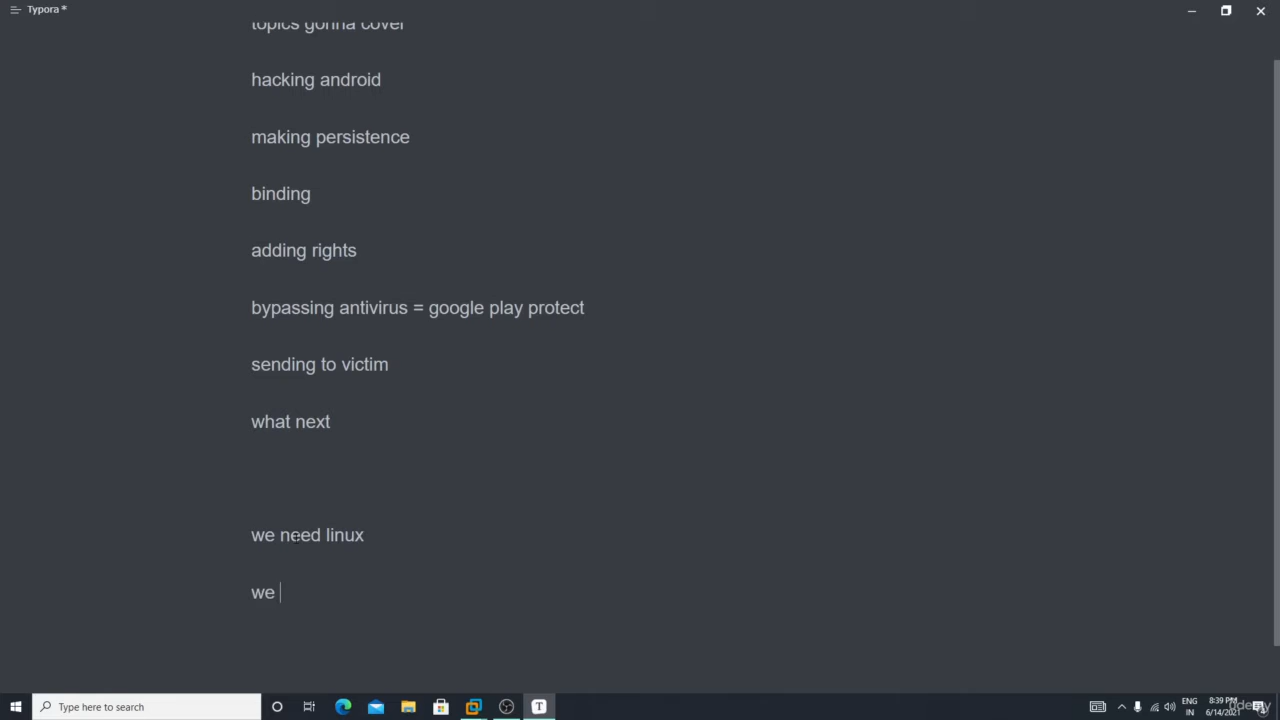 Typora *
topics gonna cover
hacking android
making persistence
binding
adding rights
bypassing antivirus = google play protect
sending to victim
what next
we need linux
we
T
Type here to search
ENG
IN
8:39 PM
6/14/2021